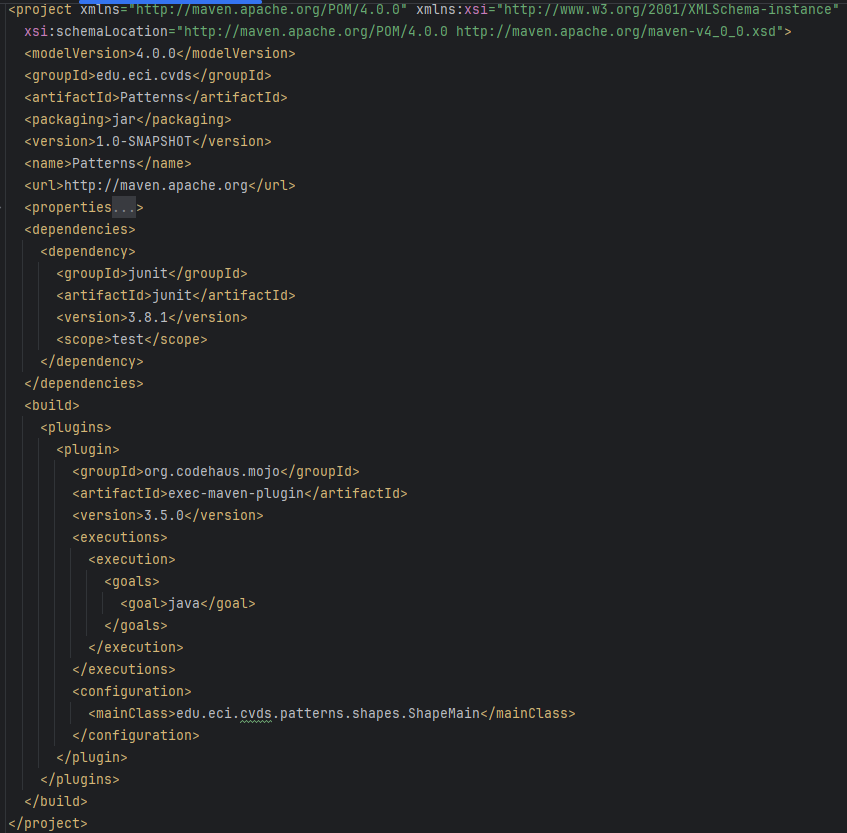 <project xmlns="http://maven.apache.org/POM/4.0.0" xmlns:xsi="http://www.w3.org/2001/XMLSchema-instance"
  xsi:schemaLocation="http://maven.apache.org/POM/4.0.0 http://maven.apache.org/maven-v4_0_0.xsd">
  <modelVersion>4.0.0</modelVersion>
  <groupId>edu.eci.cvds</groupId>
  <artifactId>Patterns</artifactId>
  <packaging>jar</packaging>
  <version>1.0-SNAPSHOT</version>
  <name>Patterns</name>
  <url>http://maven.apache.org</url>
  <properties...>
  <dependencies>
    <dependency>
      <groupId>junit</groupId>
      <artifactId>junit</artifactId>
      <version>3.8.1</version>
      <scope>test</scope>
    </dependency>
  </dependencies>
  <build>
    <plugins>
      <plugin>
        <groupId>org.codehaus.mojo</groupId>
        <artifactId>exec-maven-plugin</artifactId>
        <version>3.5.0</version>
        <executions>
          <execution>
            <goals>
              <goal>java</goal>
            </goals>
          </execution>
        </executions>
        <configuration>
          <mainClass>edu.eci.cvds.patterns.shapes.ShapeMain</mainClass>
        </configuration>
      </plugin>
    </plugins>
  </build>
</project>